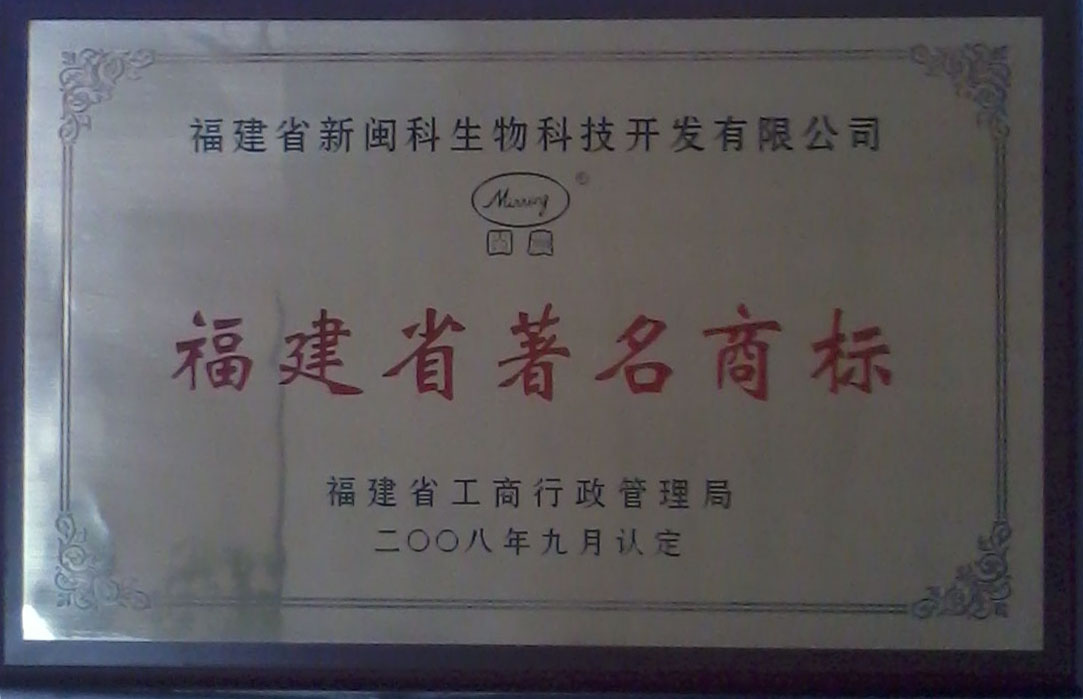 福建省新闽科生物科技开发有限公司
®
福建省著名商标
福建省工商行政管理局
二〇〇八年九月认定